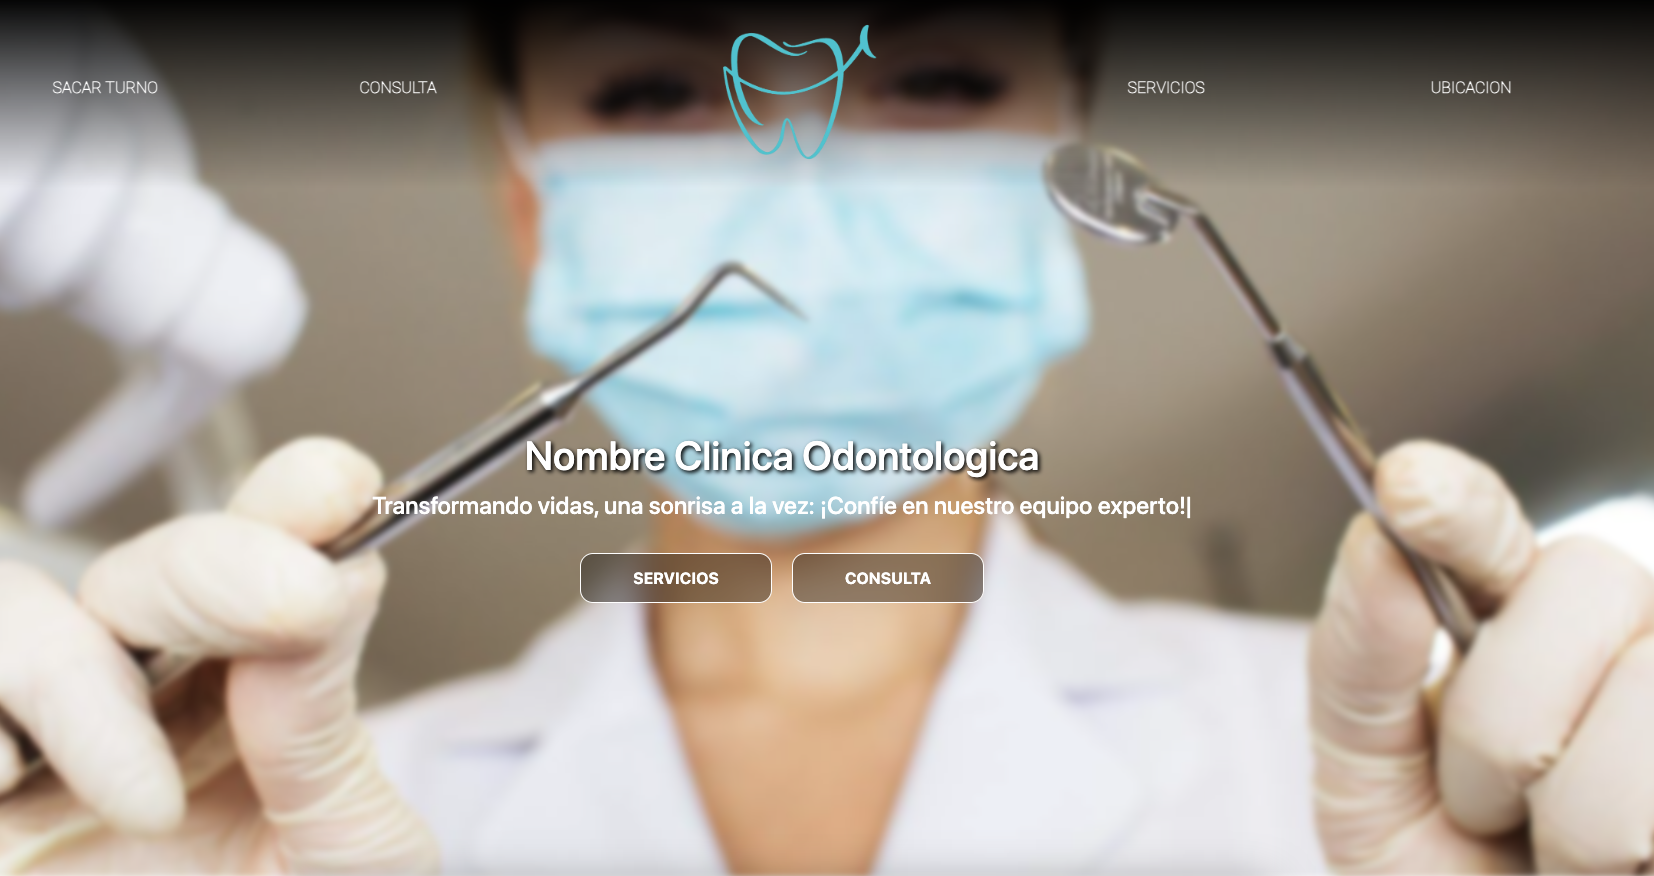 SACAR TURNO
CONSULTA
SERVICIOS
UBICACION
Nombre Clinica Odontologica
Transformando vidas, una sonrisa a la vez: ¡Confíe en nuestro equipo experto!|
SERVICIOS
CONSULTA